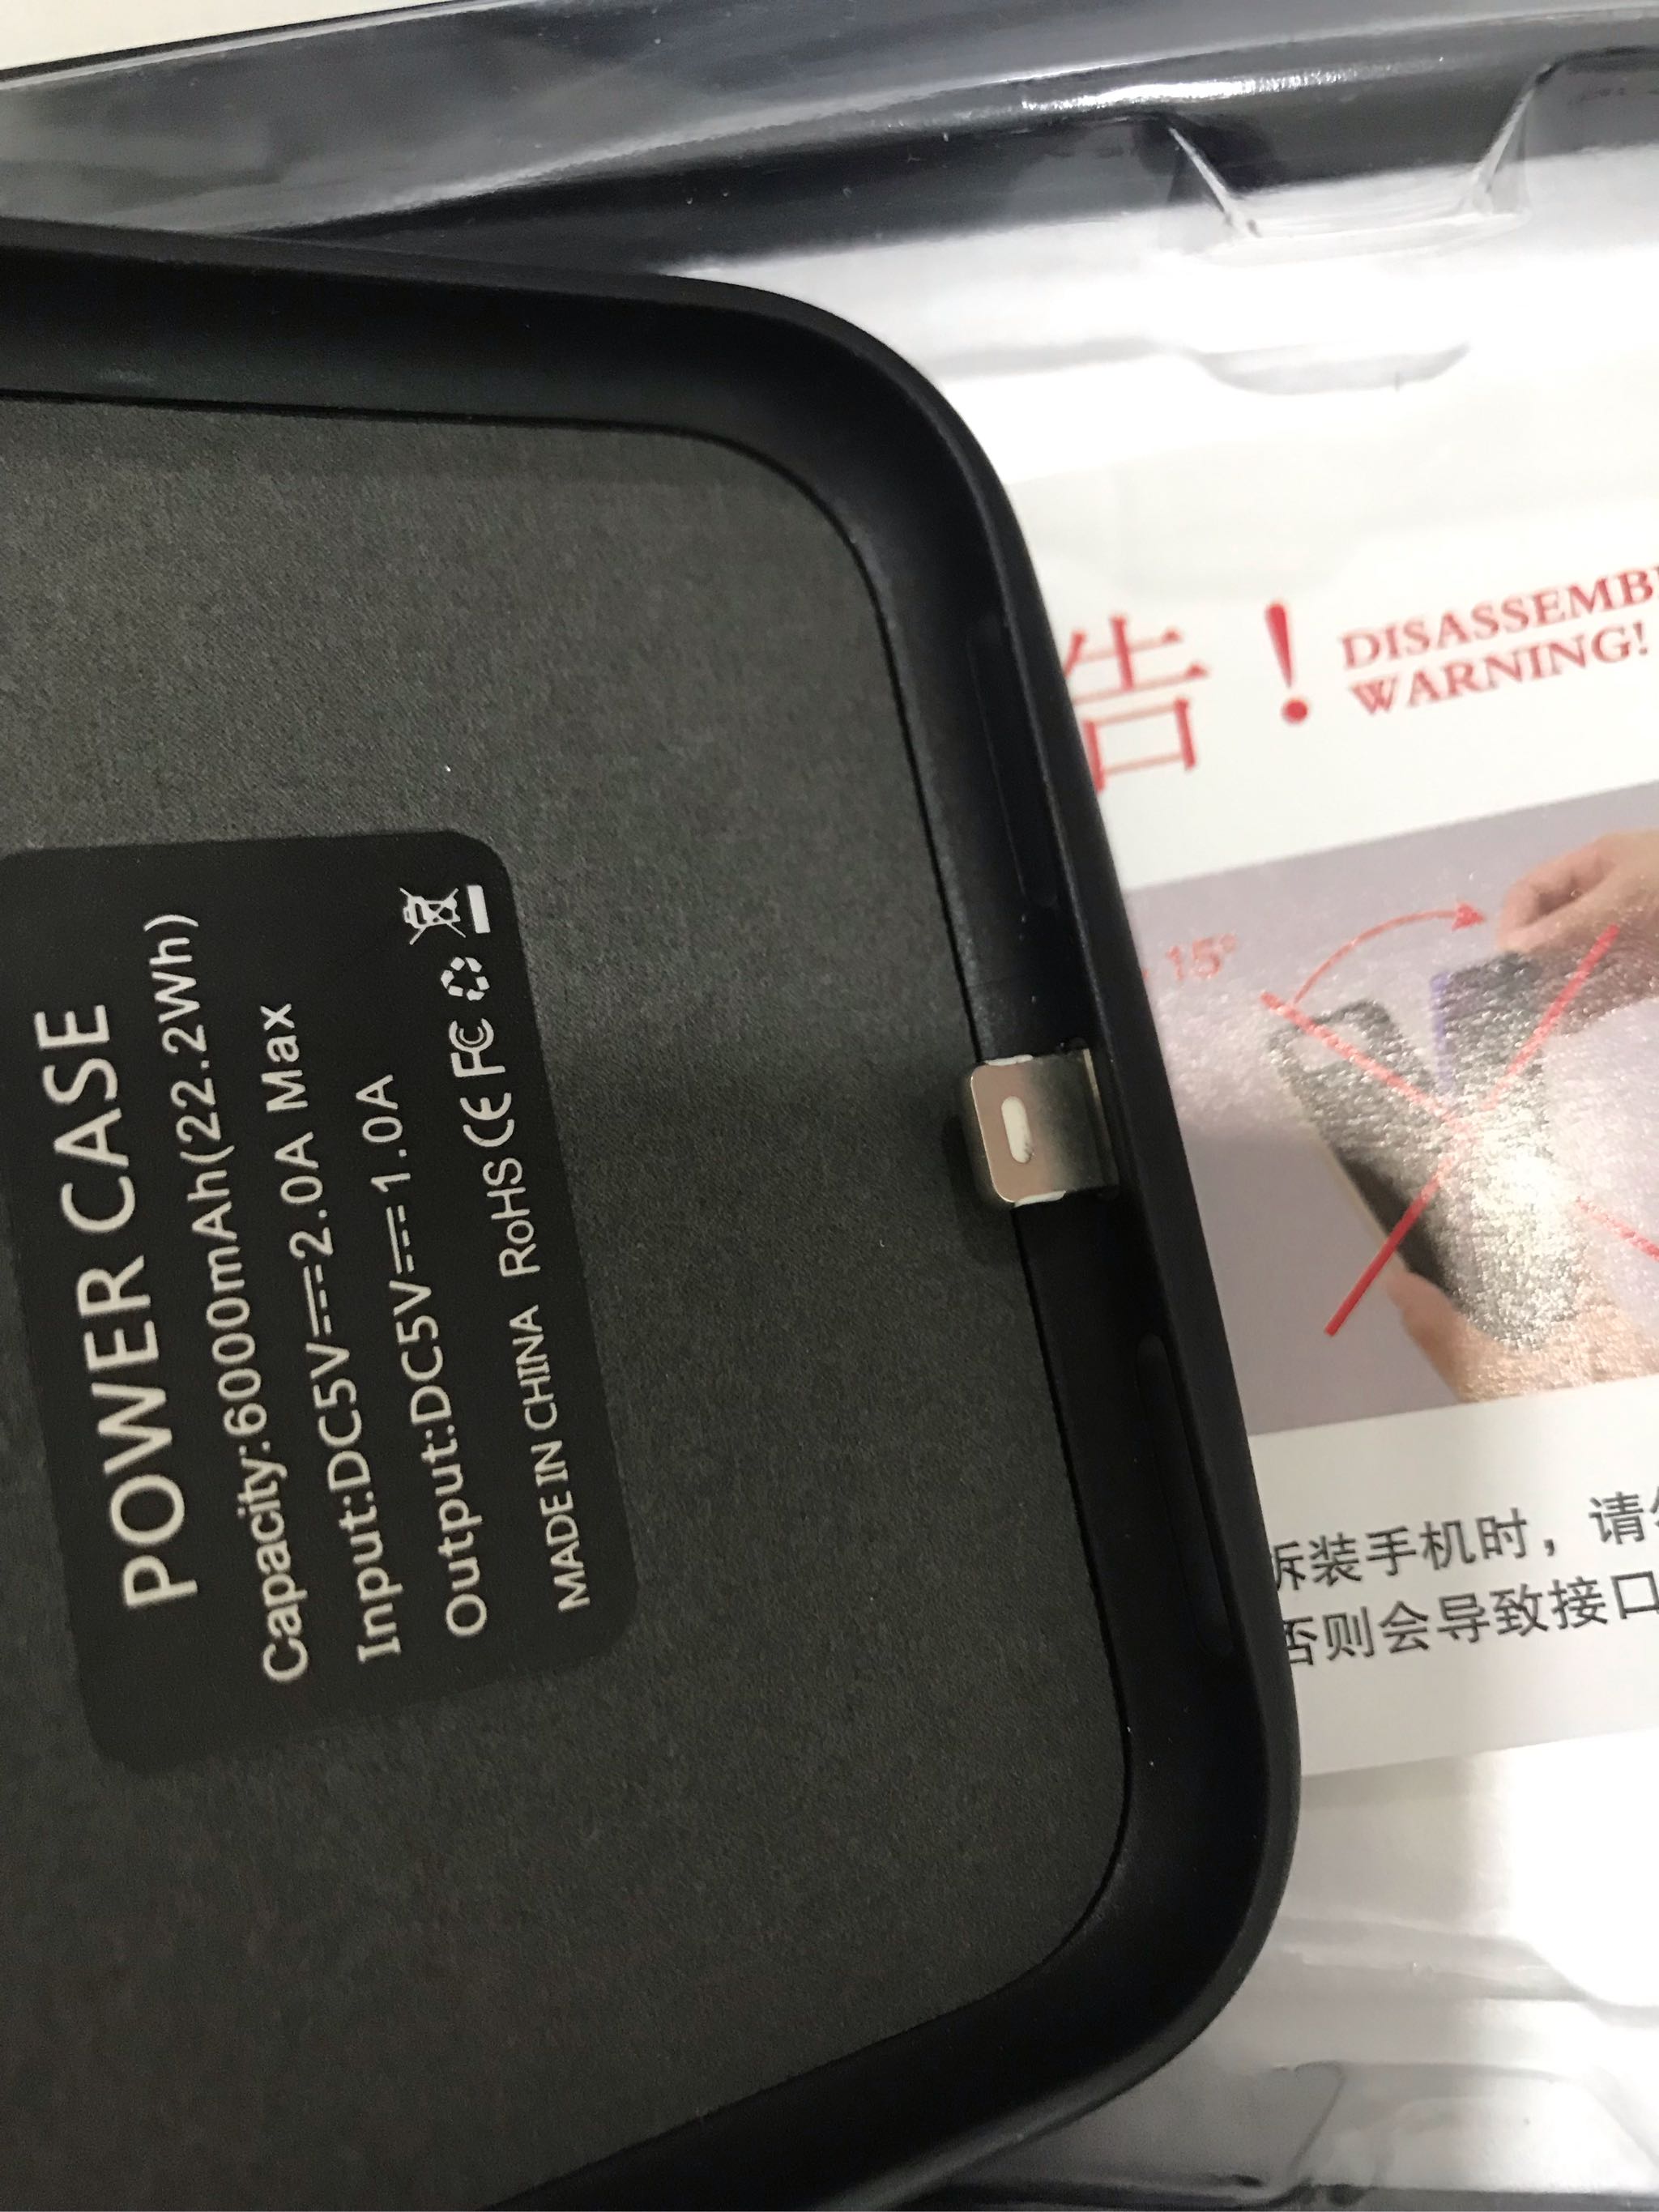 POWER CASE
Capacity:6000mAh(22.2Wh)
Input:DC5V⎓2.0A Max
Output:DC5V⎓1.0A
MADE IN CHINA RoHS CE FC
告！
DISASSEMB
WARNING!
15°
拆装手机时，请
否则会导致接口